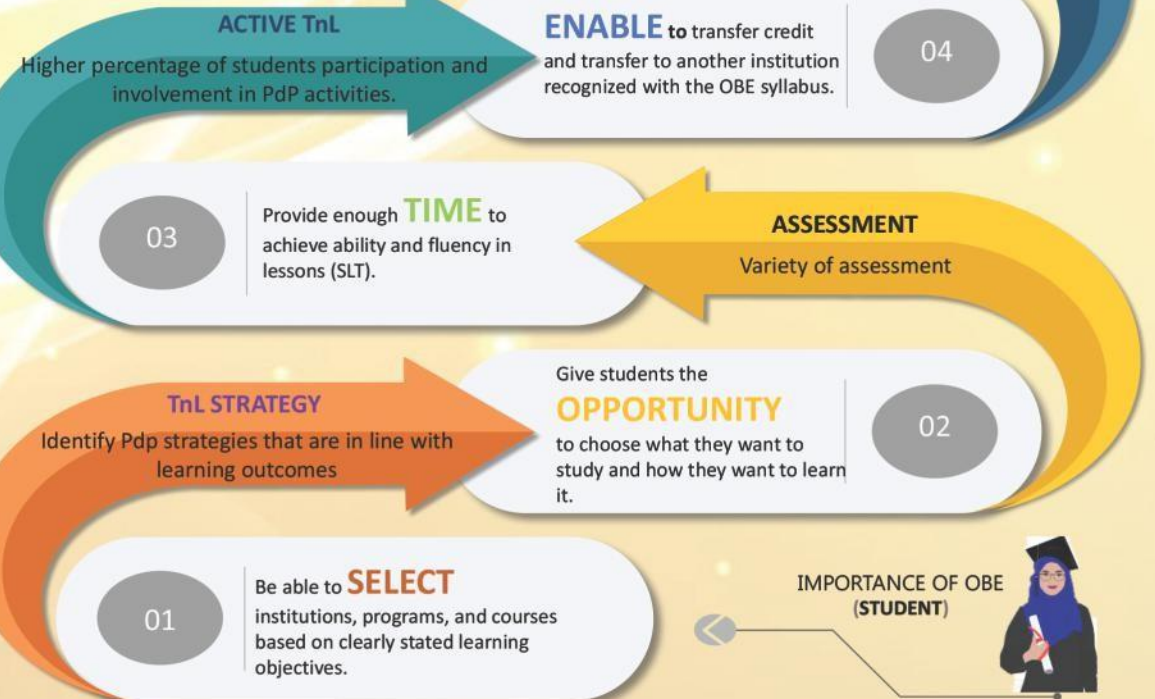 ACTIVE TnL
Higher percentage of students participation and
involvement in PdP activities.
ENABLE to transfer credit
and transfer to another institution
recognized with the OBE syllabus.
04
03
Provide enough TIME to
achieve ability and fluency in
lessons (SLT).
ASSESSMENT
Variety of assessment
TnL STRATEGY
Identify Pdp strategies that are in line with
learning outcomes
Give students the
OPPORTUNITY
to choose what they want to
study and how they want to learn
it.
02
01
Be able to SELECT
institutions, programs, and courses
based on clearly stated learning
objectives.
IMPORTANCE OF OBE
(STUDENT)